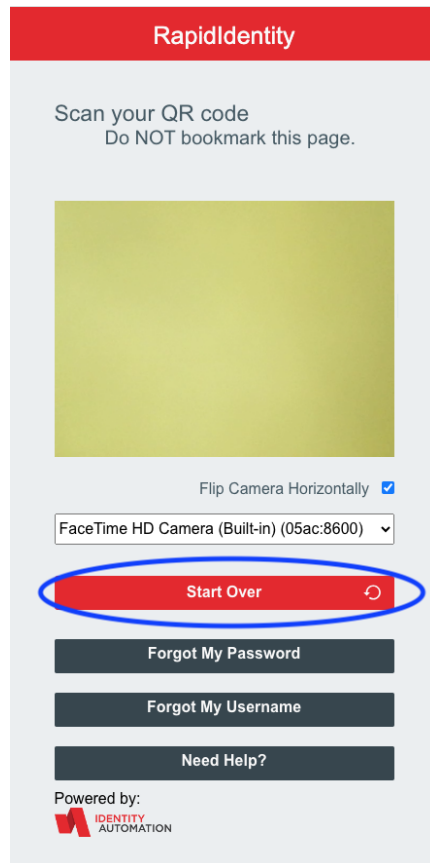 RapidIdentity
Scan your QR code
Do NOT bookmark this page.
Flip Camera Horizontally
FaceTime HD Camera (Built-in) (05ac:8600)
Start Over
Forgot My Password
Forgot My Username
Need Help?
Powered by:
IDENTITY
AUTOMATION